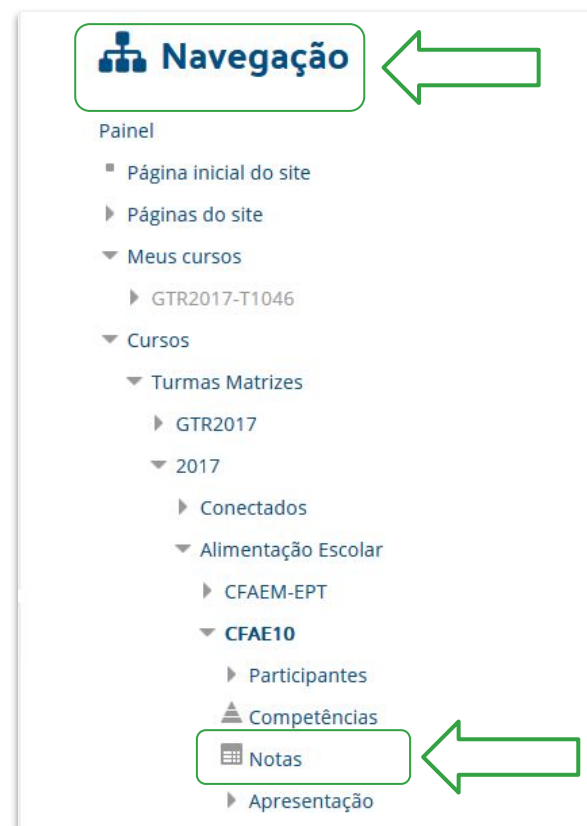 Navegação
Painel
Página inicial do site
Páginas do site
Meus cursos
GTR2017-T1046
Cursos
Turmas Matrizes
GTR2017
2017
Conectados
Alimentação Escolar
CFAEM-EPT
CFAE10
Participantes
Competências
Notas
Apresentação